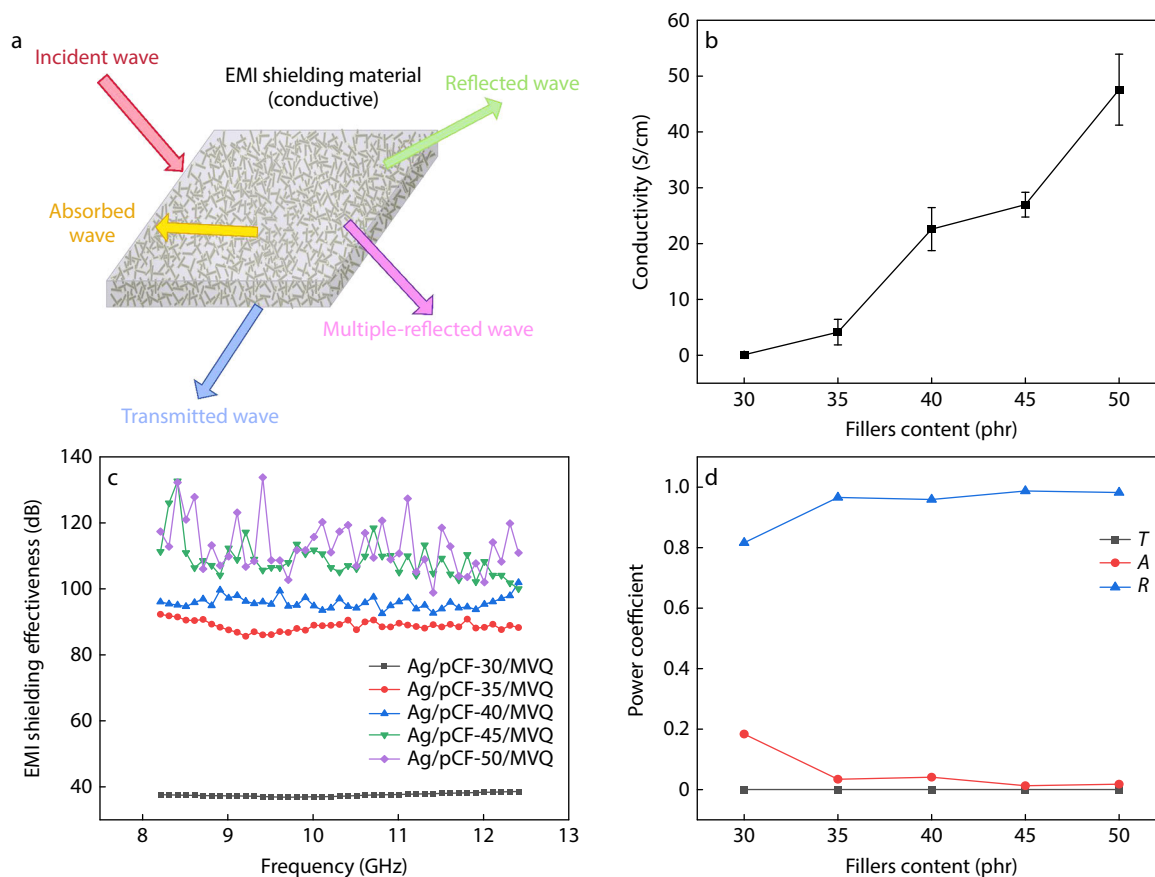 a
Incident wave
EMI shielding material
(conductive)
Reflected wave
Absorbed
wave
Multiple-reflected wave
Transmitted wave
b
60
50
40
30
20
10
0
Conductivity (S/cm)
30 35 40 45 50
Fillers content (phr)
c
140
120
100
80
60
40
EMI shielding effectiveness (dB)
Ag/pCF-30/MVQ
Ag/pCF-35/MVQ
Ag/pCF-40/MVQ
Ag/pCF-45/MVQ
Ag/pCF-50/MVQ
8 9 10 11 12 13
Frequency (GHz)
d
1.0
0.8
0.6
0.4
0.2
0
Power coefficient
T
A
R
30 35 40 45 50
Fillers content (phr)